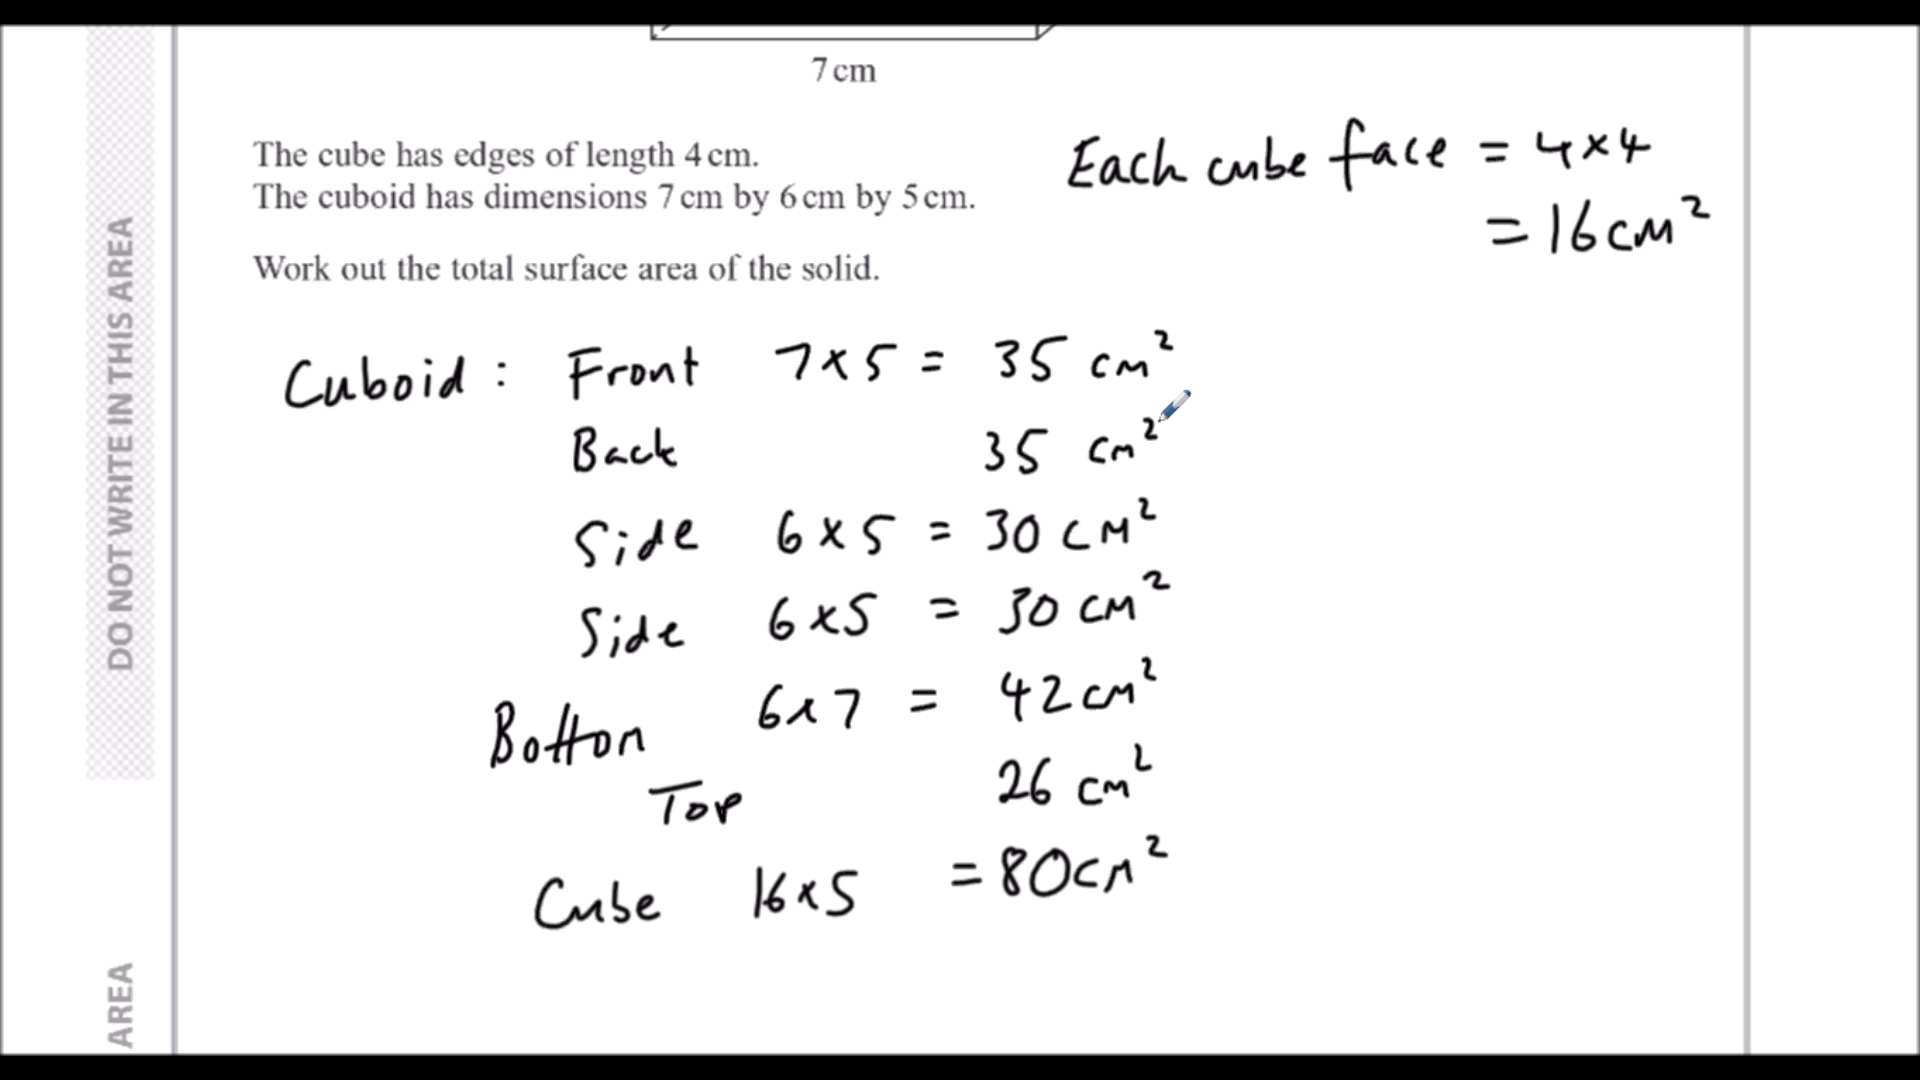 7 cm
The cube has edges of length 4 cm.
The cuboid has dimensions 7 cm by 6 cm by 5 cm.
Work out the total surface area of the solid.
Each cube face = 4 × 4
= 16 cm²
Cuboid : Front 7 × 5 = 35 cm²
Back 35 cm²
Side 6 × 5 = 30 cm²
Side 6 × 5 = 30 cm²
Botton 6 × 7 = 42 cm²
Top 26 cm²
Cube 16 × 5 = 80 cm²
DO NOT WRITE IN THIS AREA
AREA